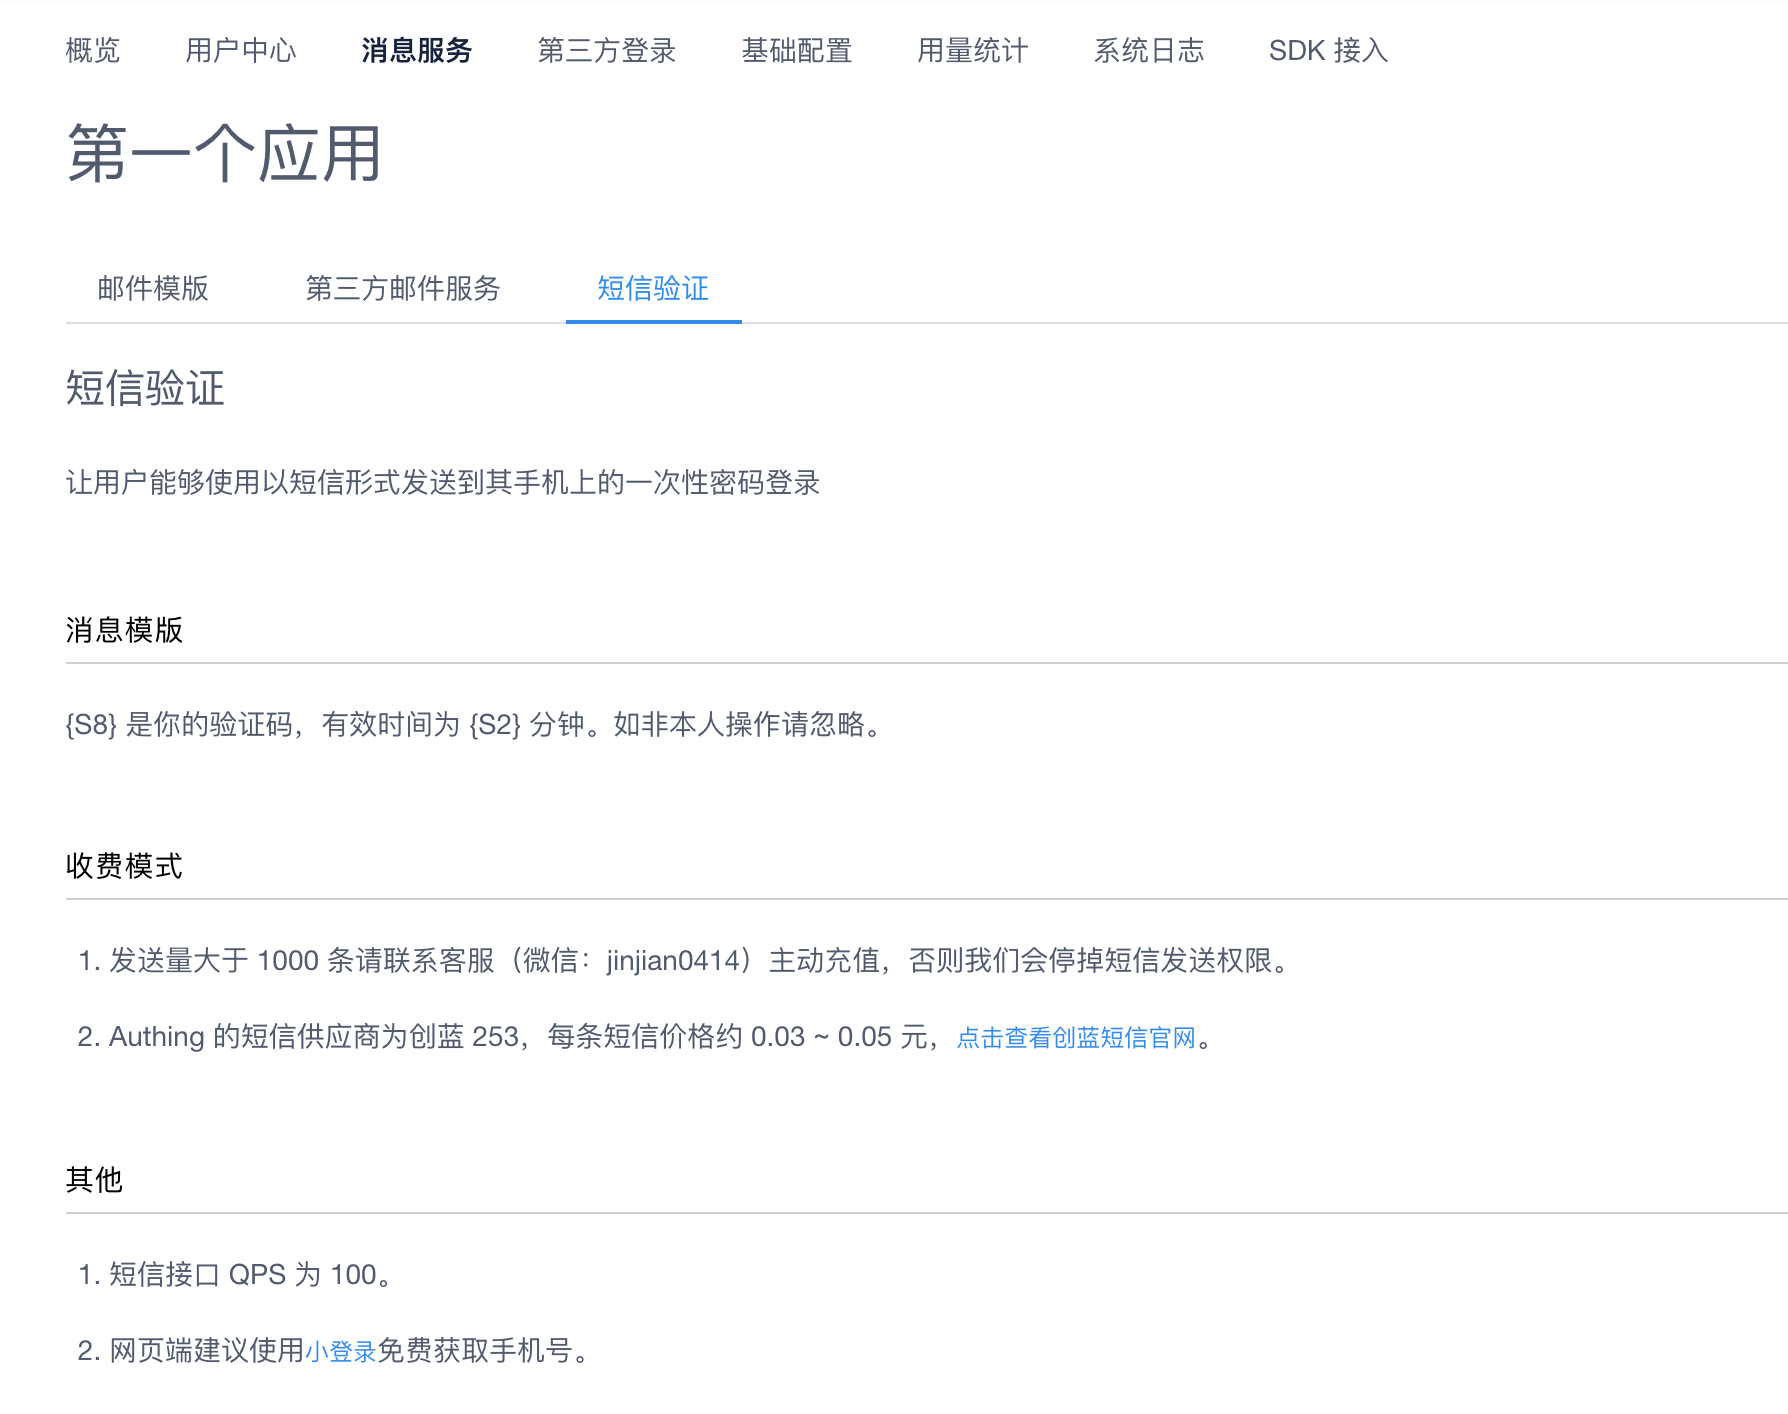 概览 用户中心 消息服务 第三方登录 基础配置 用量统计 系统日志 SDK 接入
第一个应用
邮件模版 第三方邮件服务 短信验证
短信验证
让用户能够使用以短信形式发送到其手机上的一次性密码登录
消息模版
{S8} 是你的验证码，有效时间为 {S2} 分钟。如非本人操作请忽略。
收费模式
1. 发送量大于 1000 条请联系客服（微信：jinjian0414）主动充值，否则我们会停掉短信发送权限。
2. Authing 的短信供应商为创蓝 253，每条短信价格约 0.03 ~ 0.05 元，点击查看创蓝短信官网。
其他
1. 短信接口 QPS 为 100。
2. 网页端建议使用小登录免费获取手机号。